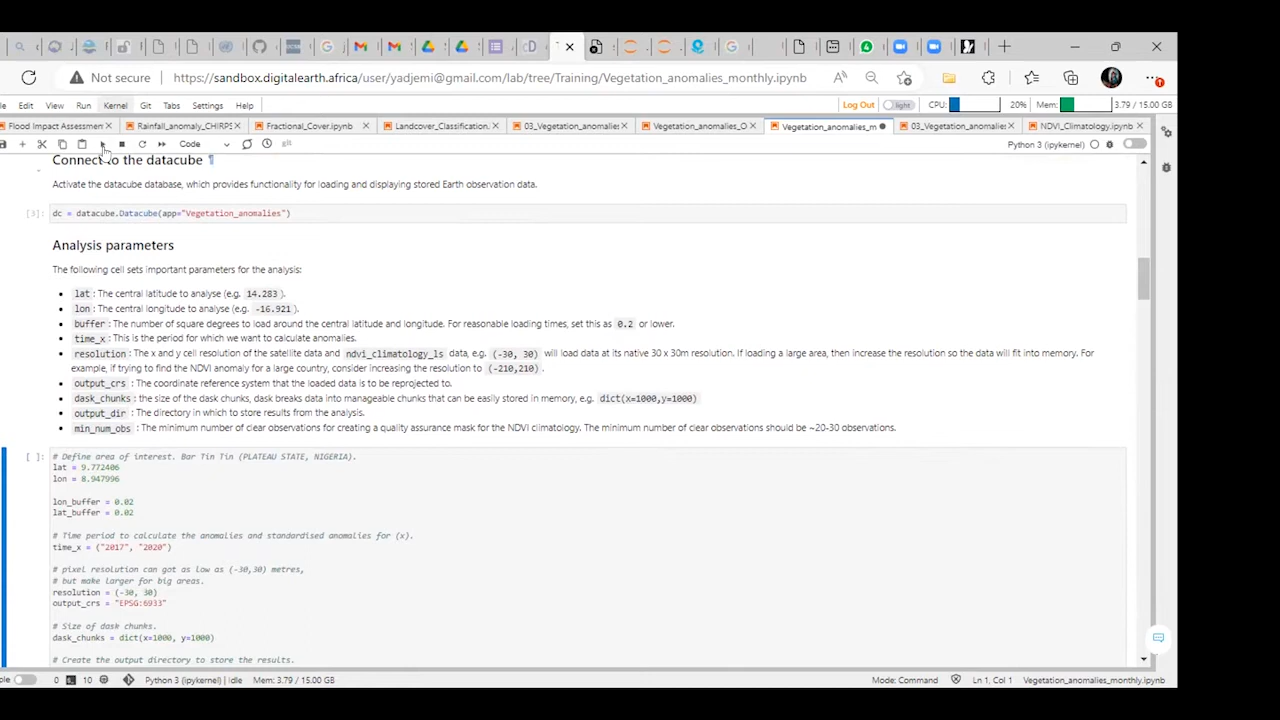 Not secure
https://sandbox.digitalearth.africa/user/yadjemi@gmail.com/lab/tree/Training/Vegetation_anomalies_monthly.ipynb
Edit View Run Kernel Git Tabs Settings Help
Log Out light CPU: 20% Mem: 3.79 / 15.00 GB
Flood Impact Assessmen Rainfall_anomaly_CHIRPS Fractional_Cover.ipynb Landcover_Classification. 03_Vegetation_anomalies Vegetation_anomalies_O Vegetation_anomalies_m 03_Vegetation_anomalies NDVI_Climatology.ipynb
Code git Python 3 (ipykernel)
Connect to the datacube ¶
Activate the datacube database, which provides functionality for loading and displaying stored Earth observation data.
[3]: dc = datacube.Datacube(app="Vegetation_anomalies")
Analysis parameters
The following cell sets important parameters for the analysis:
lat : The central latitude to analyse (e.g. 14.283 ).
lon : The central longitude to analyse (e.g. -16.921 ).
buffer : The number of square degrees to load around the central latitude and longitude. For reasonable loading times, set this as 0.2 or lower.
time_x : This is the period for which we want to calculate anomalies.
resolution : The x and y cell resolution of the satellite data and ndvi_climatology_ls data, e.g. (-30, 30) will load data at its native 30 x 30m resolution. If loading a large area, then increase the resolution so the data will fit into memory. For
example, if trying to find the NDVI anomaly for a large country, consider increasing the resolution to (-210,210) .
output_crs : The coordinate reference system that the loaded data is to be reprojected to.
dask_chunks : the size of the dask chunks, dask breaks data into manageable chunks that can be easily stored in memory, e.g. dict(x=1000,y=1000)
output_dir : The directory in which to store results from the analysis.
min_num_obs : The minimum number of clear observations for creating a quality assurance mask for the NDVI climatology. The minimum number of clear observations should be ~20-30 observations.
[ ]: # Define area of interest. Bar Tin Tin (PLATEAU STATE, NIGERIA).
lat = 9.772406
lon = 8.947996
lon_buffer = 0.02
lat_buffer = 0.02
# Time period to calculate the anomalies and standardised anomalies for (x).
time_x = ("2017", "2020")
# pixel resolution can got as low as (-30,30) metres,
# but make larger for big areas.
resolution = (-30, 30)
output_crs = "EPSG:6933"
# Size of dask chunks.
dask_chunks = dict(x=1000, y=1000)
# Create the output directory to store the results.
ple 0 10 Python 3 (ipykernel) | Idle Mem: 3.79 / 15.00 GB Mode: Command Ln 1, Col 1 Vegetation_anomalies_monthly.ipynb